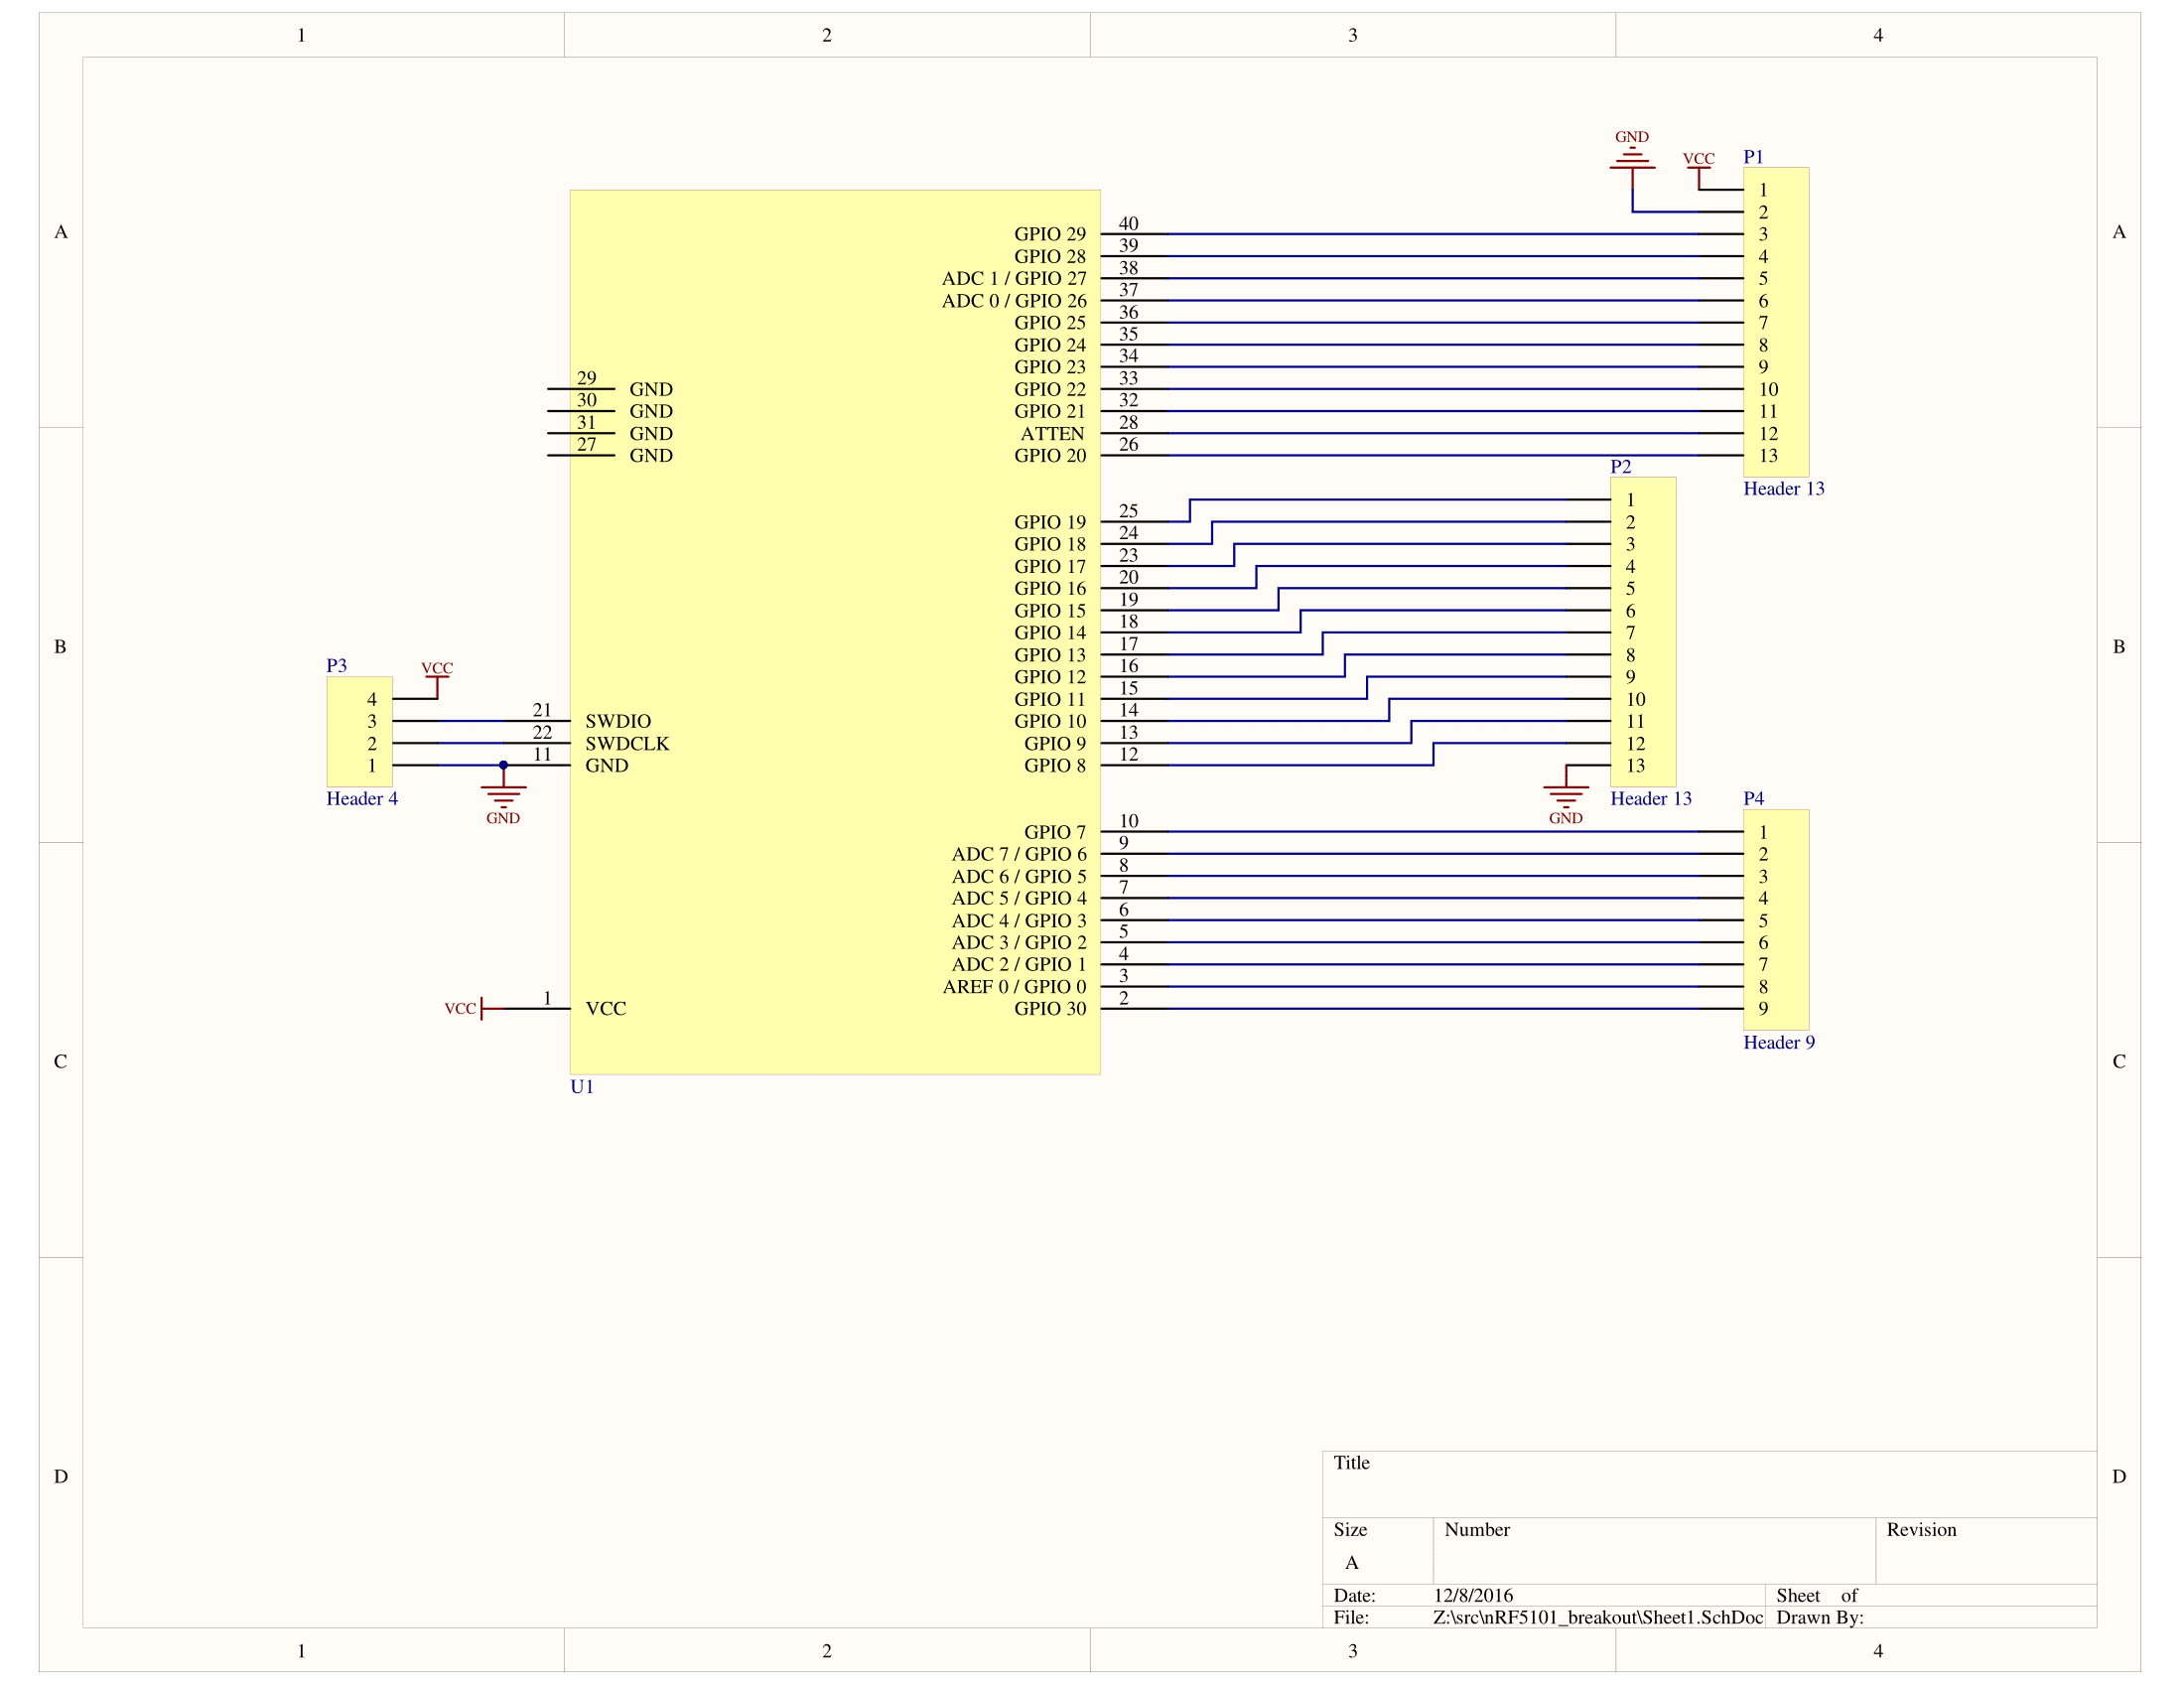 1 2 3 4
GND
VCC P1
1
2
A A
GPIO 29 40 3
GPIO 28 39 4
ADC 1 / GPIO 27 38 5
ADC 0 / GPIO 26 37 6
GPIO 25 36 7
GPIO 24 35 8
GPIO 23 34 9
29 GND GPIO 22 33 10
30 GND GPIO 21 32 11
31 GND ATTEN 28 12
27 GND GPIO 20 26 13
P2
Header 13
1
GPIO 19 25 2
GPIO 18 24 3
GPIO 17 23 4
GPIO 16 20 5
GPIO 15 19 6
GPIO 14 18 7
B B
GPIO 13 17 8
P3 VCC
GPIO 12 16 9
4 GPIO 11 15 10
3 21 SWDIO GPIO 10 14 11
2 22 SWDCLK GPIO 9 13 12
1 11 GND GPIO 8 12 13
Header 4 Header 13 P4
GND GND
GPIO 7 10 1
ADC 7 / GPIO 6 9 2
ADC 6 / GPIO 5 8 3
ADC 5 / GPIO 4 7 4
ADC 4 / GPIO 3 6 5
ADC 3 / GPIO 2 5 6
ADC 2 / GPIO 1 4 7
AREF 0 / GPIO 0 3 8
VCC 1 VCC GPIO 30 2 9
Header 9
C C
U1
Title
D D
Size Number Revision
A
Date: 12/8/2016 Sheet of
File: Z:\src\nRF5101_breakout\Sheet1.SchDoc Drawn By:
1 2 3 4